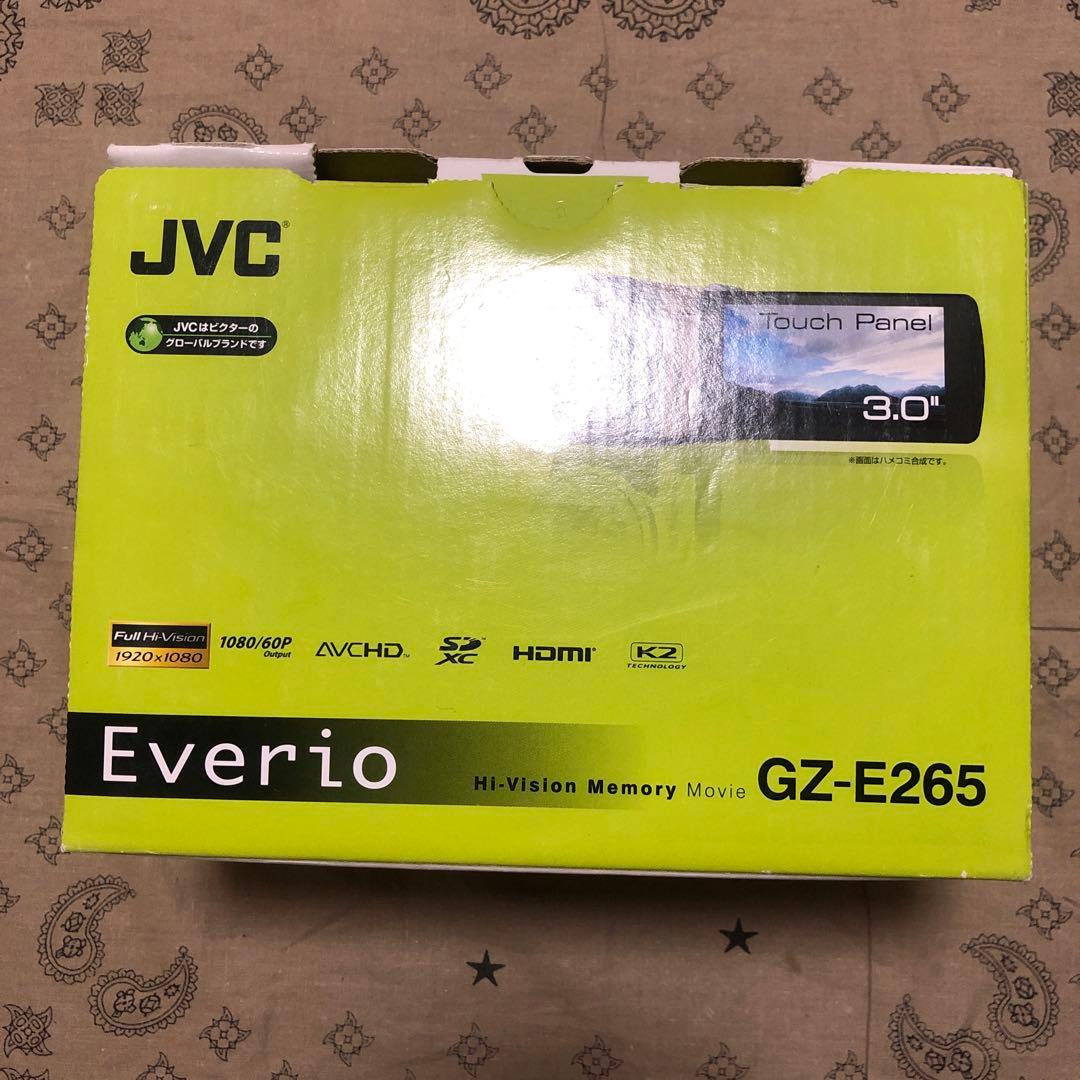 JVC®
JVCはビクターの
グローバルブランドです
Touch Panel
3.0"
※画面はハメコミ合成です。
Full Hi-Vision
1920x1080
1080/60P
Output
AVCHD™
SD™
XC
HDMI®
K2
TECHNOLOGY
Everio
Hi-Vision Memory Movie GZ-E265